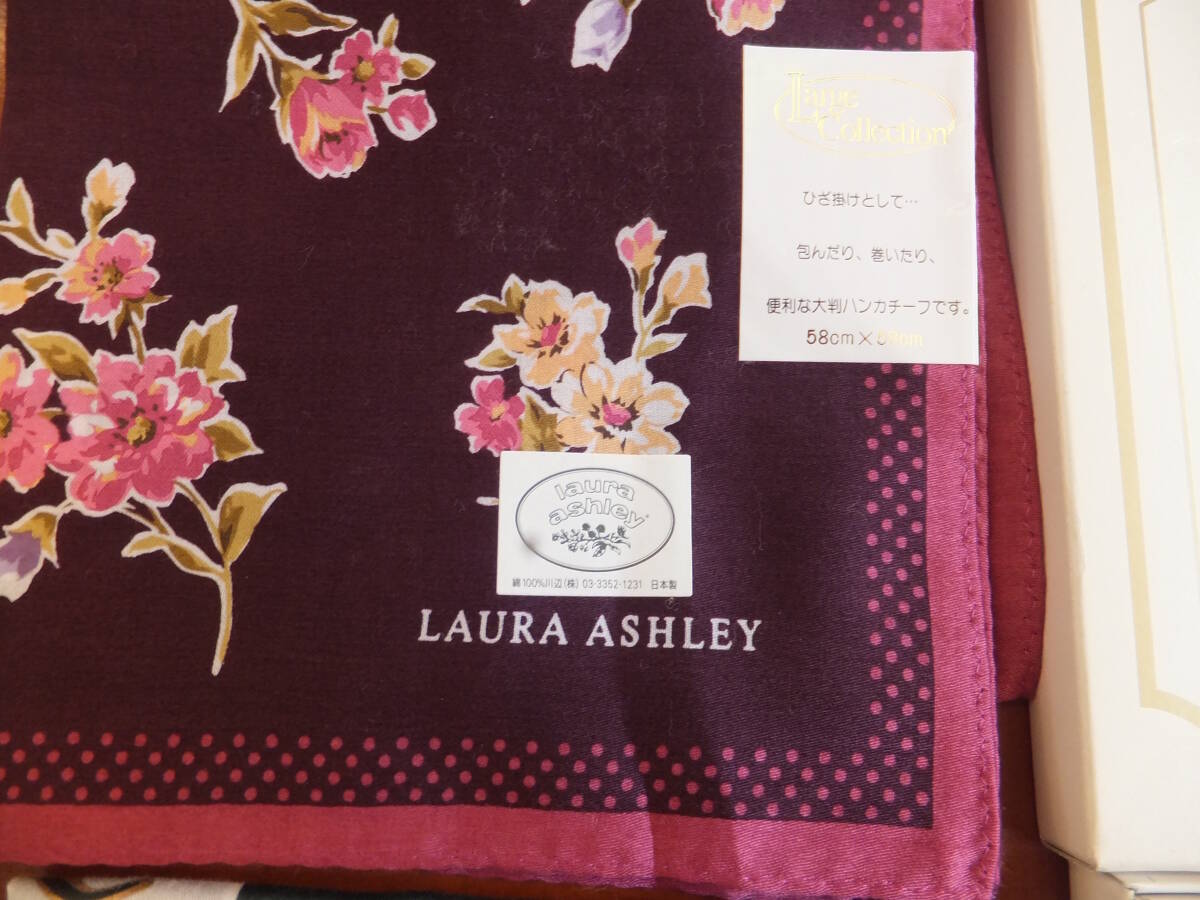 Large
Collection
ひざ掛けとして…
包んだり、巻いたり、
便利な大判ハンカチーフです。
58cm×58cm
laura
ashley
綿100%川辺(株) 03-3352-1231 日本製
LAURA ASHLEY